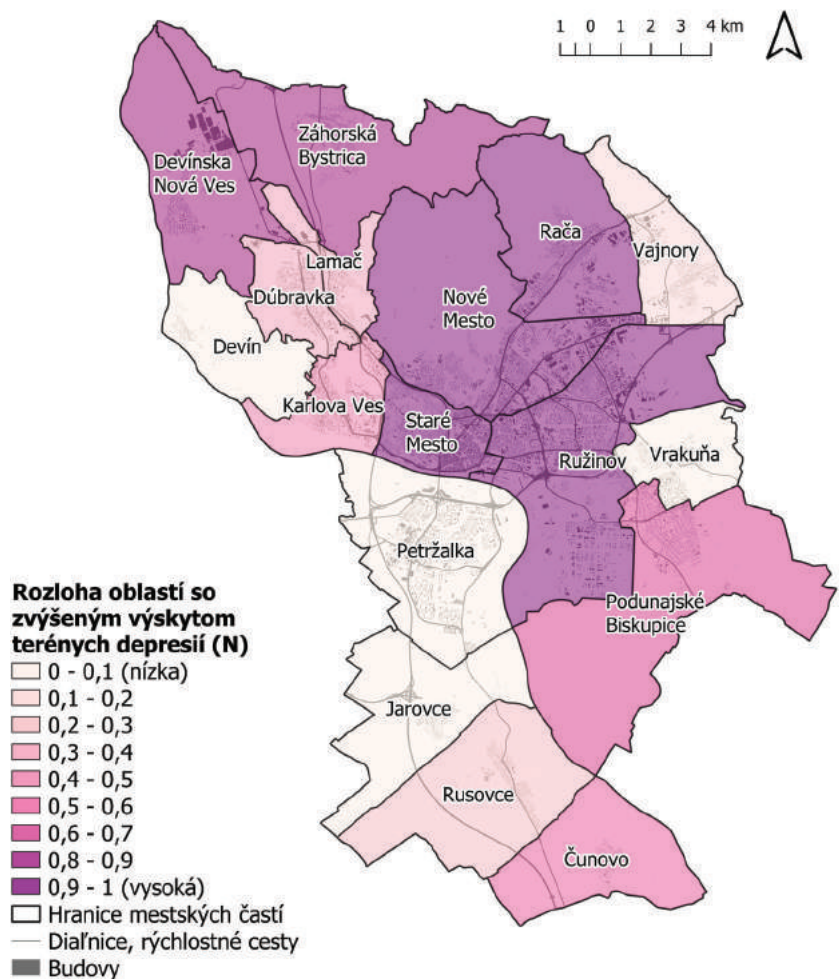 1 0 1 2 3 4 km
Záhorská
Bystrica
Devínska
Nová Ves
Rača
Vajnory
Lamač
Dúbravka
Nové
Mesto
Devín
Karlova Ves
Staré
Mesto
Ružinov
Vrakuňa
Petržalka
Podunajské
Biskupice
Jarovce
Rusovce
Čunovo
Rozloha oblastí so
zvýšeným výskytom
terénych depresií (N)
0 - 0,1 (nízka)
0,1 - 0,2
0,2 - 0,3
0,3 - 0,4
0,4 - 0,5
0,5 - 0,6
0,6 - 0,7
0,8 - 0,9
0,9 - 1 (vysoká)
Hranice mestských častí
Diaľnice, rýchlostné cesty
Budovy